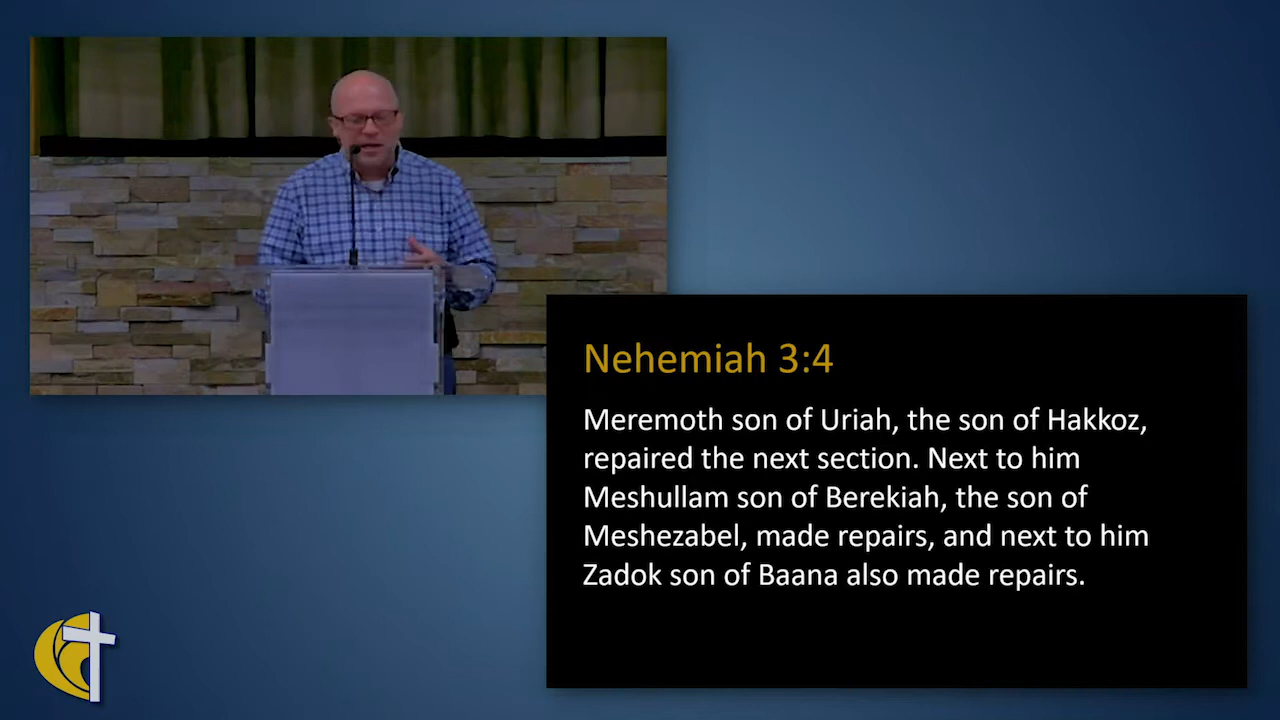 Nehemiah 3:4
Meremoth son of Uriah, the son of Hakkoz,
repaired the next section. Next to him
Meshullam son of Berekiah, the son of
Meshezabel, made repairs, and next to him
Zadok son of Baana also made repairs.